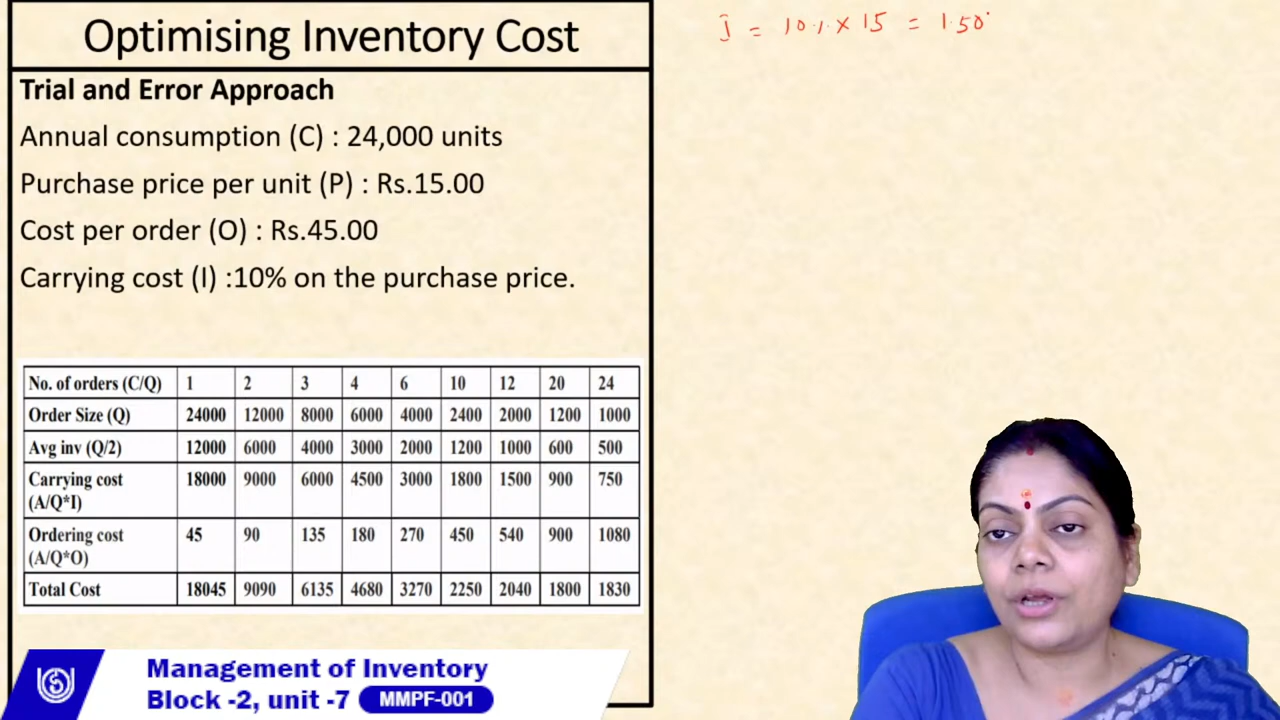 Optimising Inventory Cost
I = 10% × 15 = 1.50
Trial and Error Approach
Annual consumption (C) : 24,000 units
Purchase price per unit (P) : Rs.15.00
Cost per order (O) : Rs.45.00
Carrying cost (I) :10% on the purchase price.
No. of orders (C/Q) 1 2 3 4 6 10 12 20 24
Order Size (Q) 24000 12000 8000 6000 4000 2400 2000 1200 1000
Avg inv (Q/2) 12000 6000 4000 3000 2000 1200 1000 600 500
Carrying cost 18000 9000 6000 4500 3000 1800 1500 900 750
(A/Q*I)
Ordering cost 45 90 135 180 270 450 540 900 1080
(A/Q*O)
Total Cost 18045 9090 6135 4680 3270 2250 2040 1800 1830
Management of Inventory
Block -2, unit -7 MMPF-001